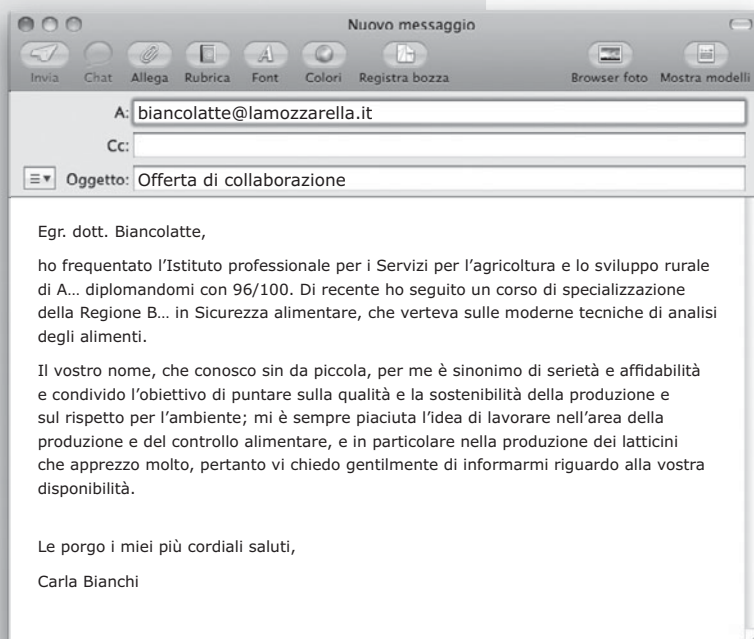 Nuovo messaggio
Invia Chat Allega Rubrica Font Colori Registra bozza Browser foto Mostra modelli
A: biancolatte@lamozzarella.it
Cc:
Oggetto: Offerta di collaborazione
Egr. dott. Biancolatte,
ho frequentato l’Istituto professionale per i Servizi per l’agricoltura e lo sviluppo rurale
di A… diplomandomi con 96/100. Di recente ho seguito un corso di specializzazione
della Regione B… in Sicurezza alimentare, che verteva sulle moderne tecniche di analisi
degli alimenti.
Il vostro nome, che conosco sin da piccola, per me è sinonimo di serietà e affidabilità
e condivido l’obiettivo di puntare sulla qualità e la sostenibilità della produzione e
sul rispetto per l’ambiente; mi è sempre piaciuta l’idea di lavorare nell’area della
produzione e del controllo alimentare, e in particolare nella produzione dei latticini
che apprezzo molto, pertanto vi chiedo gentilmente di informarmi riguardo alla vostra
disponibilità.
Le porgo i miei più cordiali saluti,
Carla Bianchi